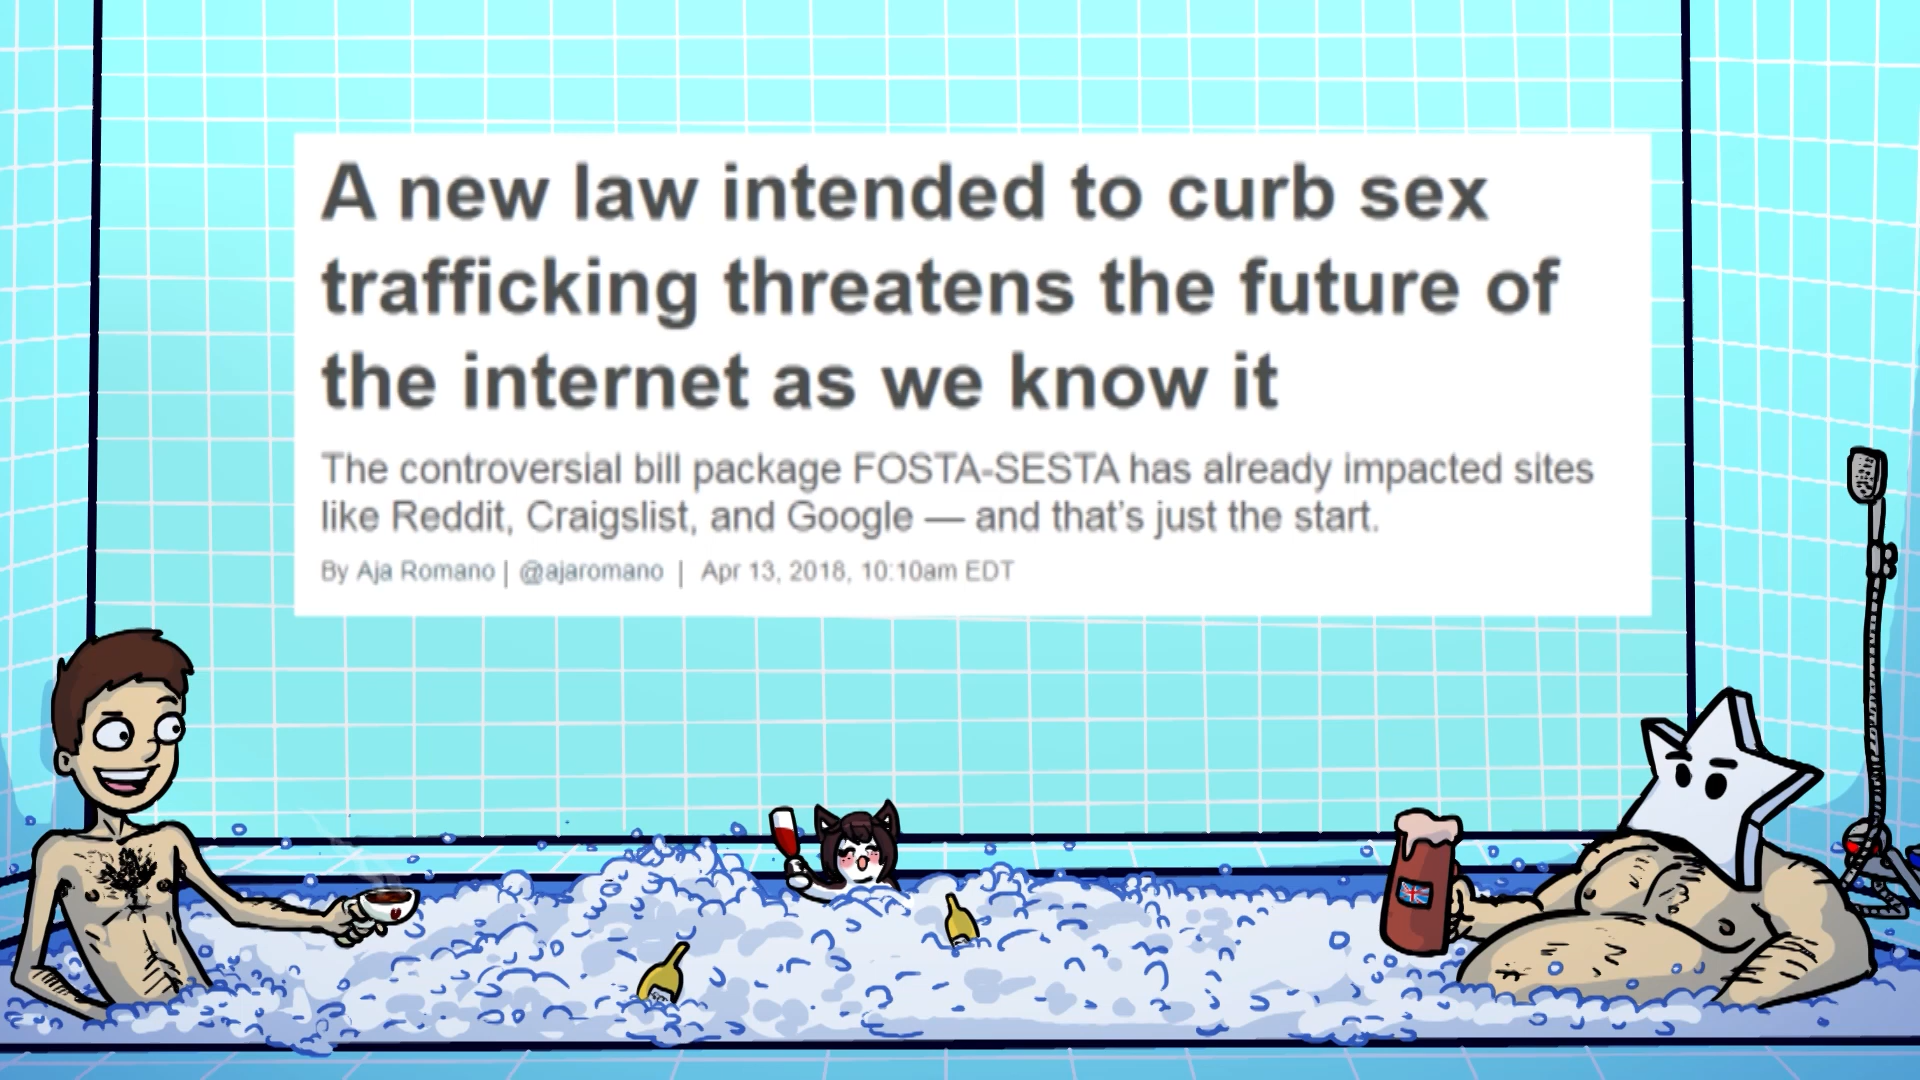 A new law intended to curb sex
trafficking threatens the future of
the internet as we know it
The controversial bill package FOSTA-SESTA has already impacted sites
like Reddit, Craigslist, and Google — and that’s just the start.
By Aja Romano | @ajaromano | Apr 13, 2018, 10:10am EDT